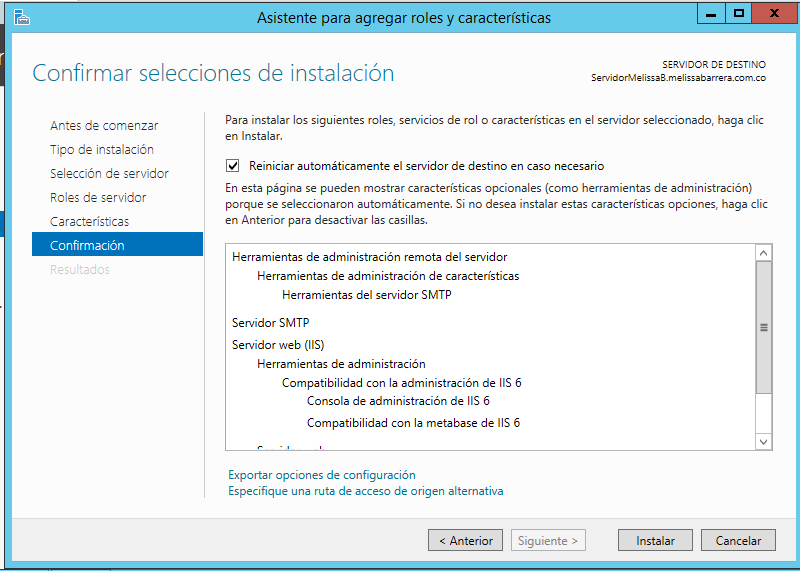 Asistente para agregar roles y características
Confirmar selecciones de instalación
SERVIDOR DE DESTINO
ServidorMelissaB.melissabarrera.com.co
Antes de comenzar
Tipo de instalación
Selección de servidor
Roles de servidor
Características
Confirmación
Resultados
Para instalar los siguientes roles, servicios de rol o características en el servidor seleccionado, haga clic
en Instalar.
Reiniciar automáticamente el servidor de destino en caso necesario
En esta página se pueden mostrar características opcionales (como herramientas de administración)
porque se seleccionaron automáticamente. Si no desea instalar estas características opciones, haga clic
en Anterior para desactivar las casillas.
Herramientas de administración remota del servidor
Herramientas de administración de características
Herramientas del servidor SMTP
Servidor SMTP
Servidor web (IIS)
Herramientas de administración
Compatibilidad con la administración de IIS 6
Consola de administración de IIS 6
Compatibilidad con la metabase de IIS 6
Exportar opciones de configuración
Especifique una ruta de acceso de origen alternativa
< Anterior
Siguiente >
Instalar
Cancelar